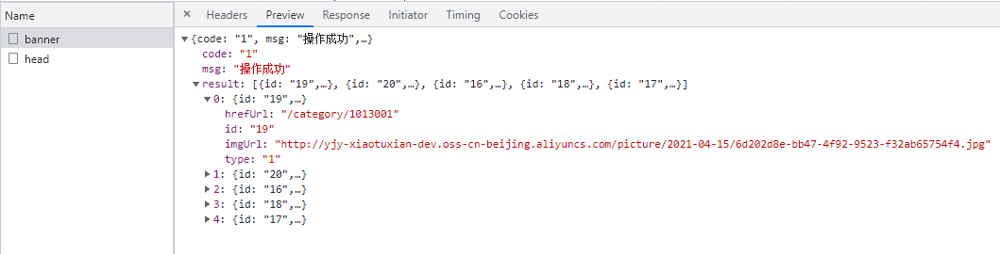 Name
× Headers Preview Response Initiator Timing Cookies
banner
head
{code: "1", msg: "操作成功",…}
code: "1"
msg: "操作成功"
result: [{id: "19",…}, {id: "20",…}, {id: "16",…}, {id: "18",…}, {id: "17",…}]
0: {id: "19",…}
hrefUrl: "/category/1013001"
id: "19"
imgUrl: "http://yjy-xiaotuxian-dev.oss-cn-beijing.aliyuncs.com/picture/2021-04-15/6d202d8e-bb47-4f92-9523-f32ab65754f4.jpg"
type: "1"
1: {id: "20",…}
2: {id: "16",…}
3: {id: "18",…}
4: {id: "17",…}